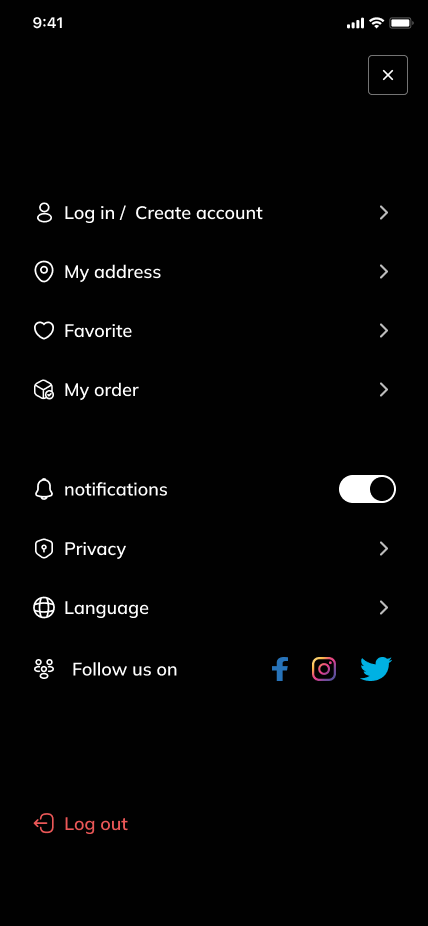 9:41
Log in /  Create account
My address
Favorite
My order
notifications
Privacy
Language
Follow us on
Log out